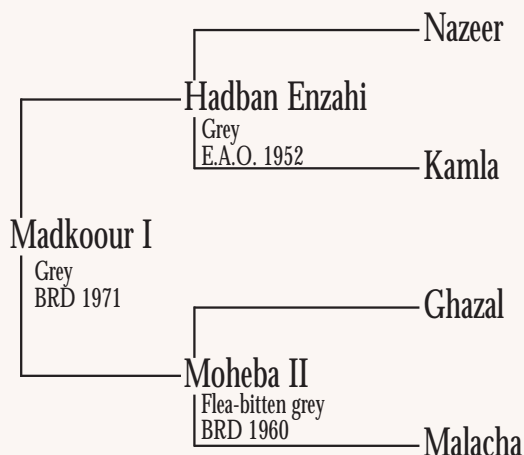 Nazeer
Hadban Enzahi
Grey
E.A.O. 1952
Kamla
Madkoour I
Grey
BRD 1971
Ghazal
Moheba II
Flea-bitten grey
BRD 1960
Malacha